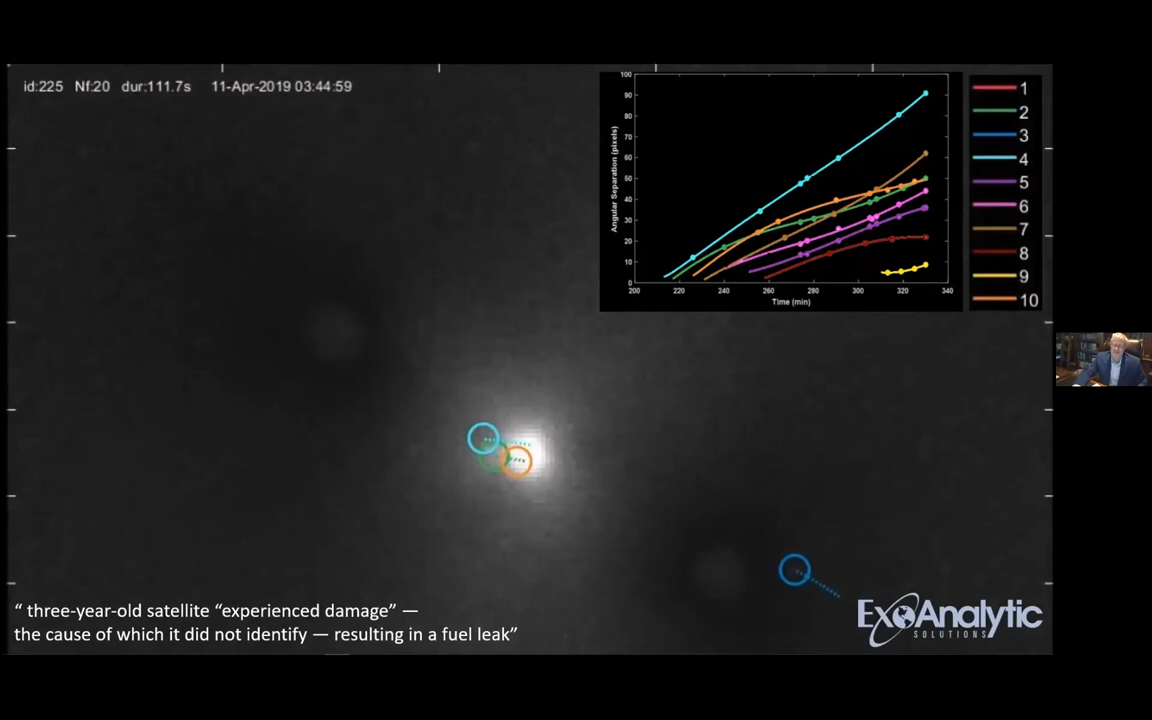 id:225 Nf:20 dur:111.7s 11-Apr-2019 03:44:59
100
90
80
70
60
50
40
30
20
10
0
Angular Separation (pixels)
200 220 240 260 280 300 320 340
Time (min)
1
2
3
4
5
6
7
8
9
10
“ three-year-old satellite “experienced damage” —
the cause of which it did not identify — resulting in a fuel leak”
ExoAnalytic
SOLUTIONS